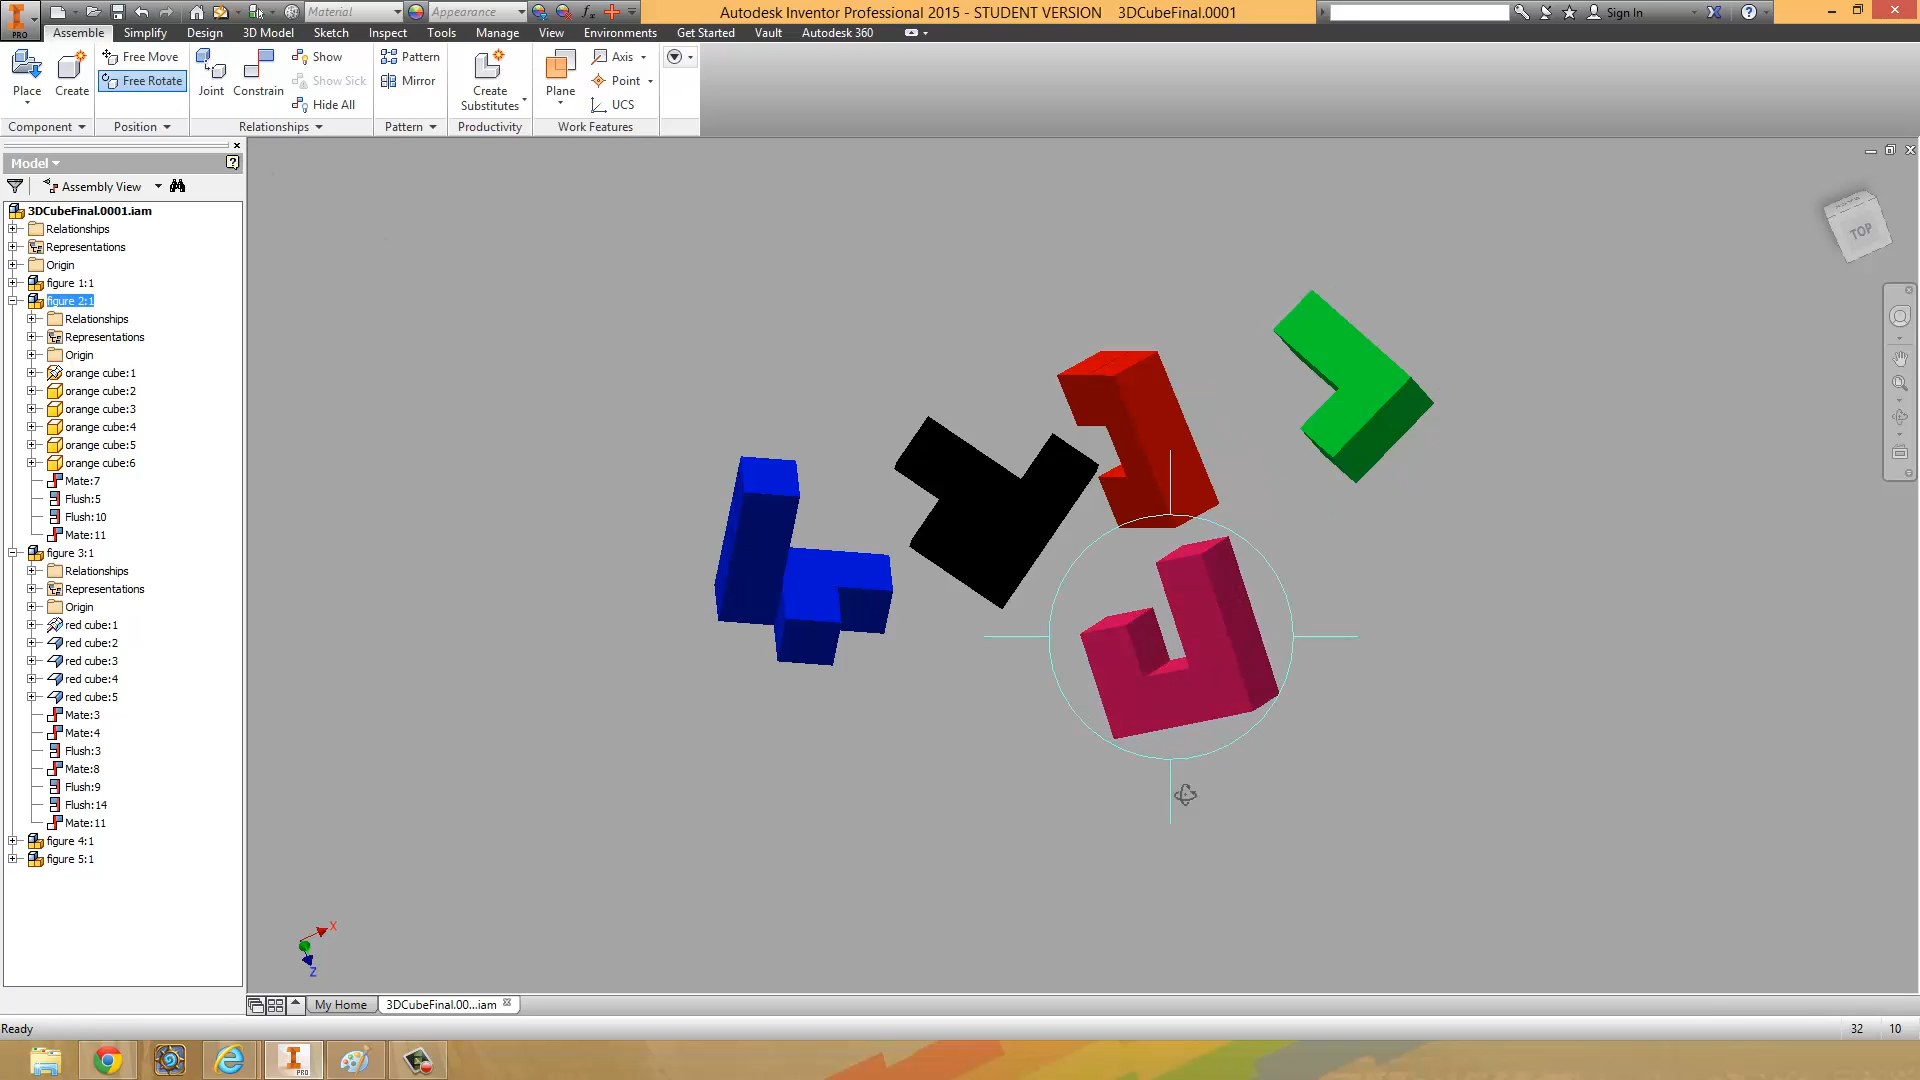 Material
Appearance
Autodesk Inventor Professional 2015 - STUDENT VERSION 3DCubeFinal.0001
Sign In
PRO
Assemble Simplify Design 3D Model Sketch Inspect Tools Manage View Environments Get Started Vault Autodesk 360
Place
Create
Free Move
Free Rotate
Joint
Constrain
Show
Show Sick
Hide All
Pattern
Mirror
Create
Substitutes
Plane
Axis
Point
UCS
Component Position Relationships Pattern Productivity Work Features
Model
Assembly View
3DCubeFinal.0001.iam
Relationships
Representations
Origin
figure 1:1
figure 2:1
Relationships
Representations
Origin
orange cube:1
orange cube:2
orange cube:3
orange cube:4
orange cube:5
orange cube:6
Mate:7
Flush:5
Flush:10
Mate:11
figure 3:1
Relationships
Representations
Origin
red cube:1
red cube:2
red cube:3
red cube:4
red cube:5
Mate:3
Mate:4
Flush:3
Mate:8
Flush:9
Flush:14
Mate:11
figure 4:1
figure 5:1
TOP
X
Z
My Home
3DCubeFinal.00...iam
Ready
32 10
PRO